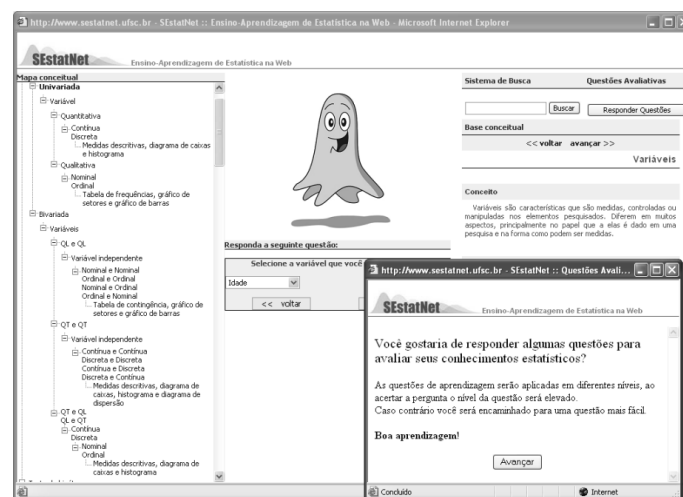 http://www.sestatnet.ufsc.br - SEstatNet :: Ensino-Aprendizagem de Estatística na Web - Microsoft Internet Explorer
SEstatNet
Ensino-Aprendizagem de Estatística na Web
Mapa conceitual
Univariada
Variável
Quantitativa
Contínua
Discreta
Medidas descritivas, diagrama de caixas
e histograma
Qualitativa
Nominal
Ordinal
Tabela de frequências, gráfico de
setores e gráfico de barras
Bivariada
Variáveis
QL e QL
Variável independente
Nominal e Nominal
Ordinal e Ordinal
Nominal e Ordinal
Ordinal e Nominal
Tabela de contingência, gráfico de
setores e gráfico de barras
QT e QT
Variável independente
Contínua e Contínua
Discreta e Discreta
Contínua e Discreta
Discreta e Contínua
Medidas descritivas, diagrama de
caixas, histograma e diagrama de
dispersão
QT e QL
QL e QT
Contínua
Discreta
Nominal
Ordinal
Medidas descritivas, diagrama de
caixas e histograma
Responda a seguinte questão:
Selecione a variável que você
Idade
<< voltar
Sistema de Busca
Questões Avaliativas
Buscar
Responder Questões
Base conceitual
<< voltar avançar >>
Variáveis
Conceito
Variáveis são características que são medidas, controladas ou
manipuladas nos elementos pesquisados. Diferem em muitos
aspectos, principalmente no papel que a elas é dado em uma
pesquisa e na forma como podem ser medidas.
http://www.sestatnet.ufsc.br - SEstatNet :: Questões Avali...
SEstatNet
Ensino-Aprendizagem de Estatística na Web
Você gostaria de responder algumas questões para
avaliar seus conhecimentos estatísticos?
As questões de aprendizagem serão aplicadas em diferentes níveis, ao
acertar a pergunta o nível da questão será elevado.
Caso contrário você será encaminhado para uma questão mais fácil.
Boa aprendizagem!
Avançar
Concluído
Internet